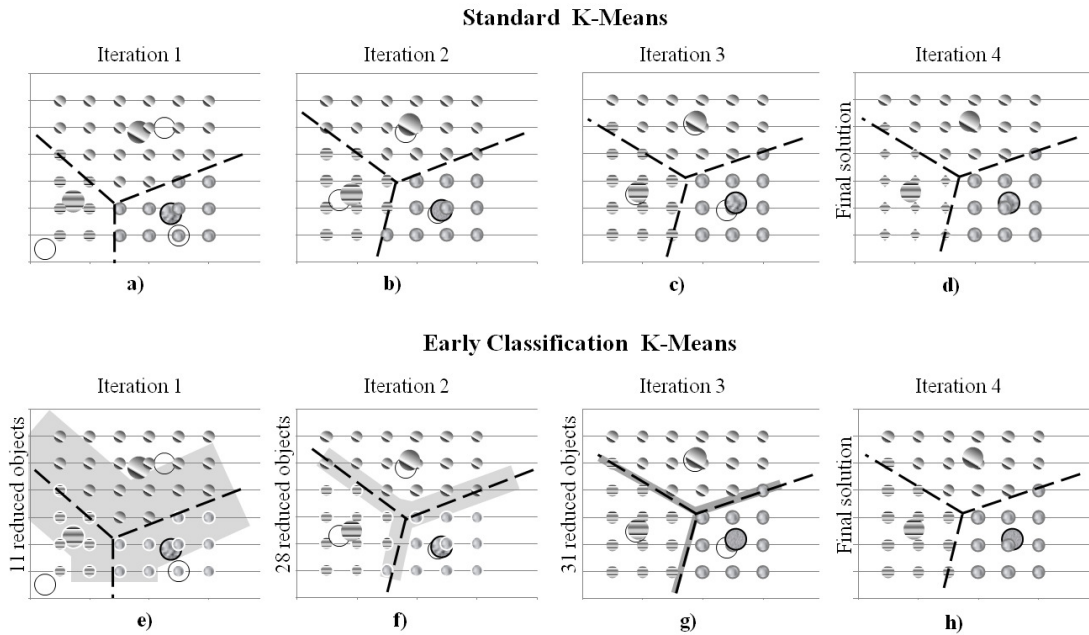 Standard K-Means
Iteration 1
Iteration 2
Iteration 3
Iteration 4
Final solution
a)
b)
c)
d)
Early Classification K-Means
Iteration 1
Iteration 2
Iteration 3
Iteration 4
11 reduced objects
28 reduced objects
31 reduced objects
Final solution
e)
f)
g)
h)